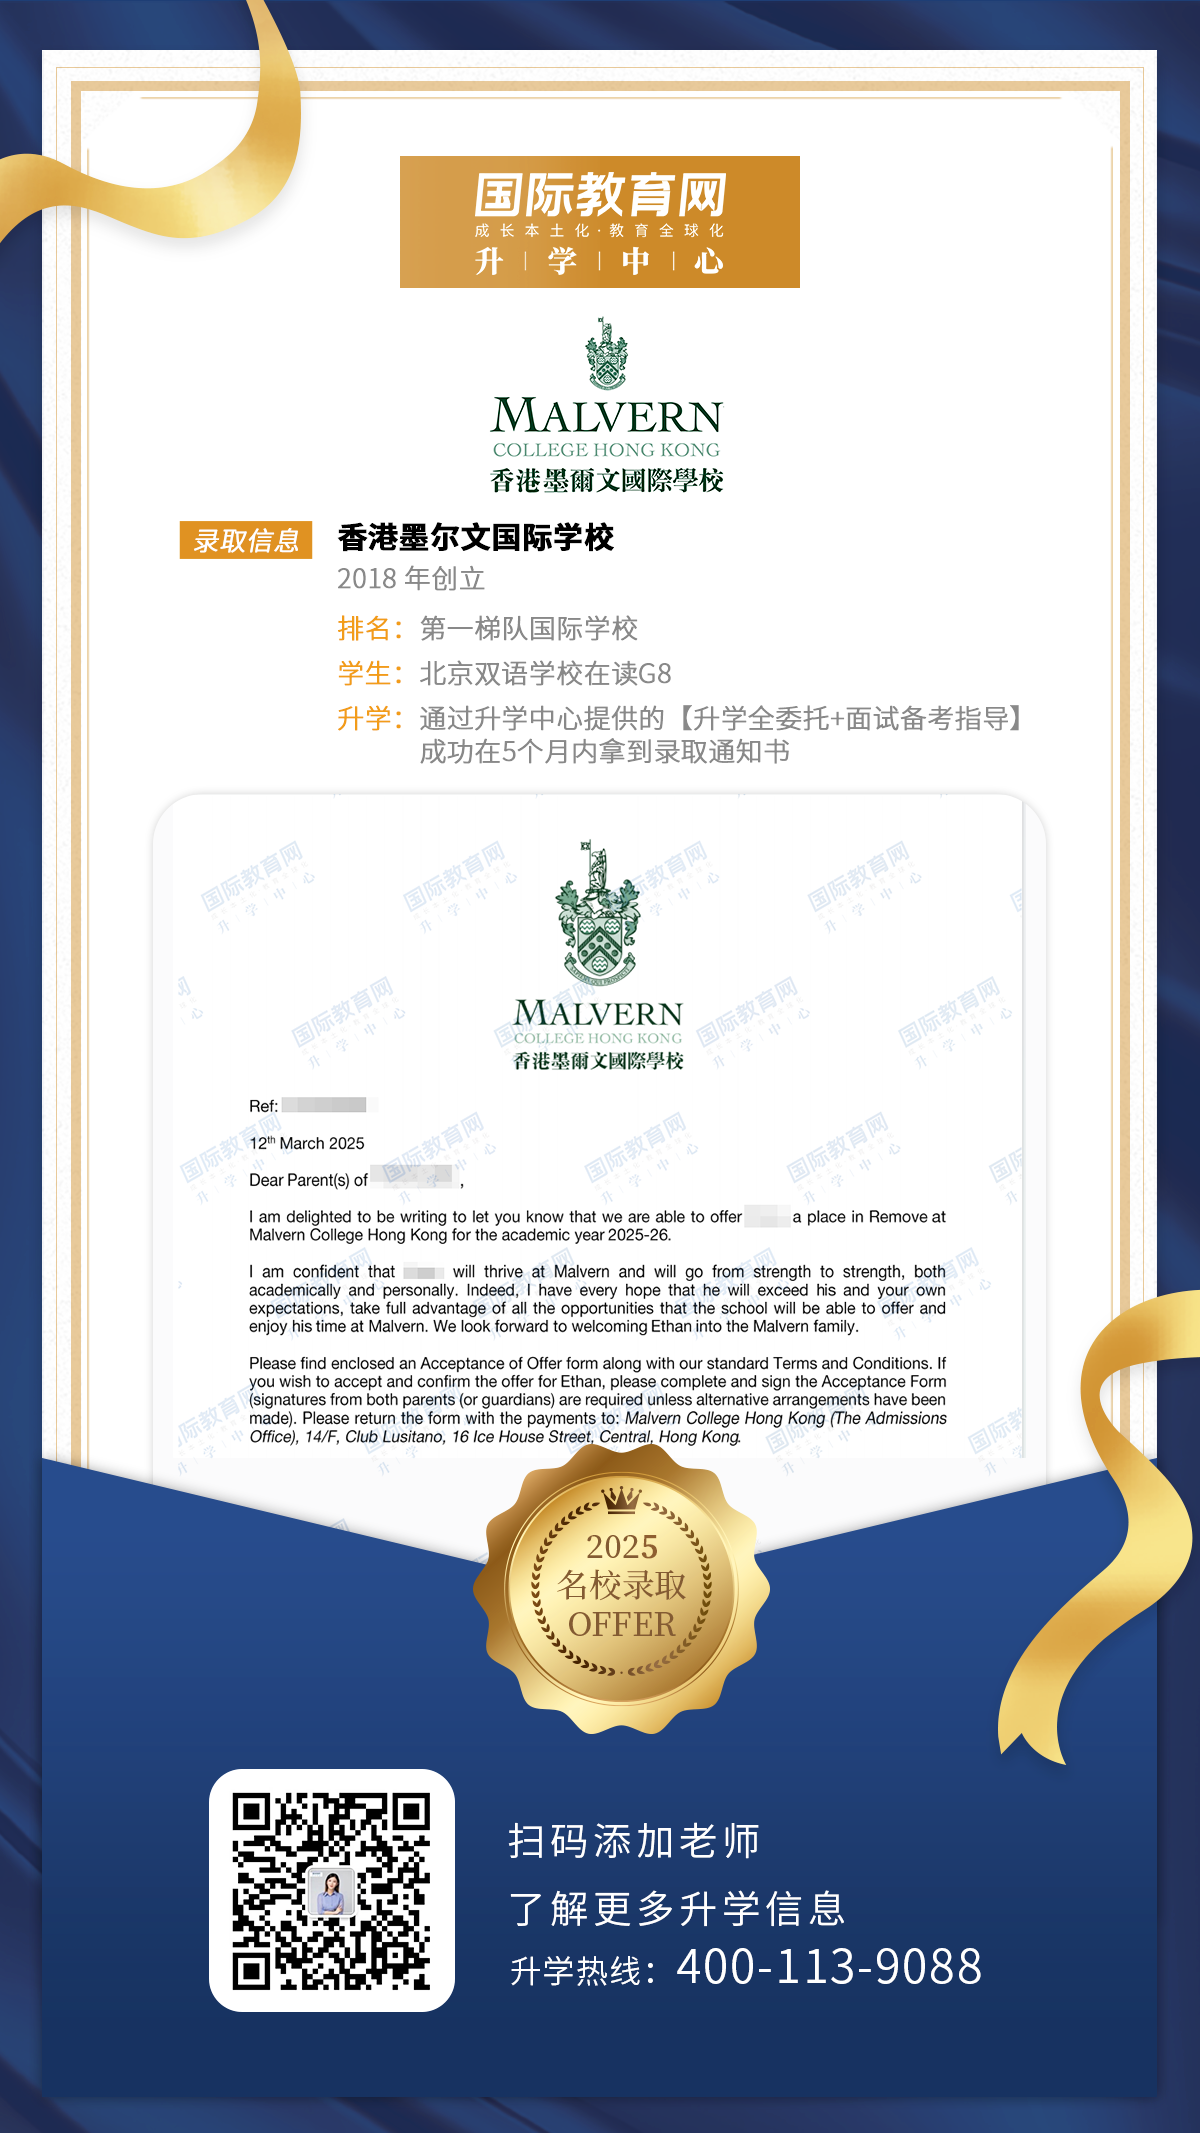 国际教育网
成长本土化·教育全球化
升|学|中|心
MALVERN
COLLEGE HONG KONG
香港墨爾文國際學校
录取信息
香港墨尔文国际学校
2018 年创立
排名：第一梯队国际学校
学生：北京双语学校在读G8
升学：通过升学中心提供的【升学全委托+面试备考指导】
成功在5个月内拿到录取通知书
MALVERN
COLLEGE HONG KONG
香港墨爾文國際學校
Ref:
12th March 2025
Dear Parent(s) of ,
I am delighted to be writing to let you know that we are able to offer a place in Remove at
Malvern College Hong Kong for the academic year 2025-26.
I am confident that will thrive at Malvern and will go from strength to strength, both
academically and personally. Indeed, I have every hope that he will exceed his and your own
expectations, take full advantage of all the opportunities that the school will be able to offer and
enjoy his time at Malvern. We look forward to welcoming Ethan into the Malvern family.
Please find enclosed an Acceptance of Offer form along with our standard Terms and Conditions. If
you wish to accept and confirm the offer for Ethan, please complete and sign the Acceptance Form
(signatures from both parents (or guardians) are required unless alternative arrangements have been
made). Please return the form with the payments to: Malvern College Hong Kong (The Admissions
Office), 14/F, Club Lusitano, 16 Ice House Street, Central, Hong Kong.
2025
名校录取
OFFER
扫码添加老师
了解更多升学信息
升学热线：400-113-9088